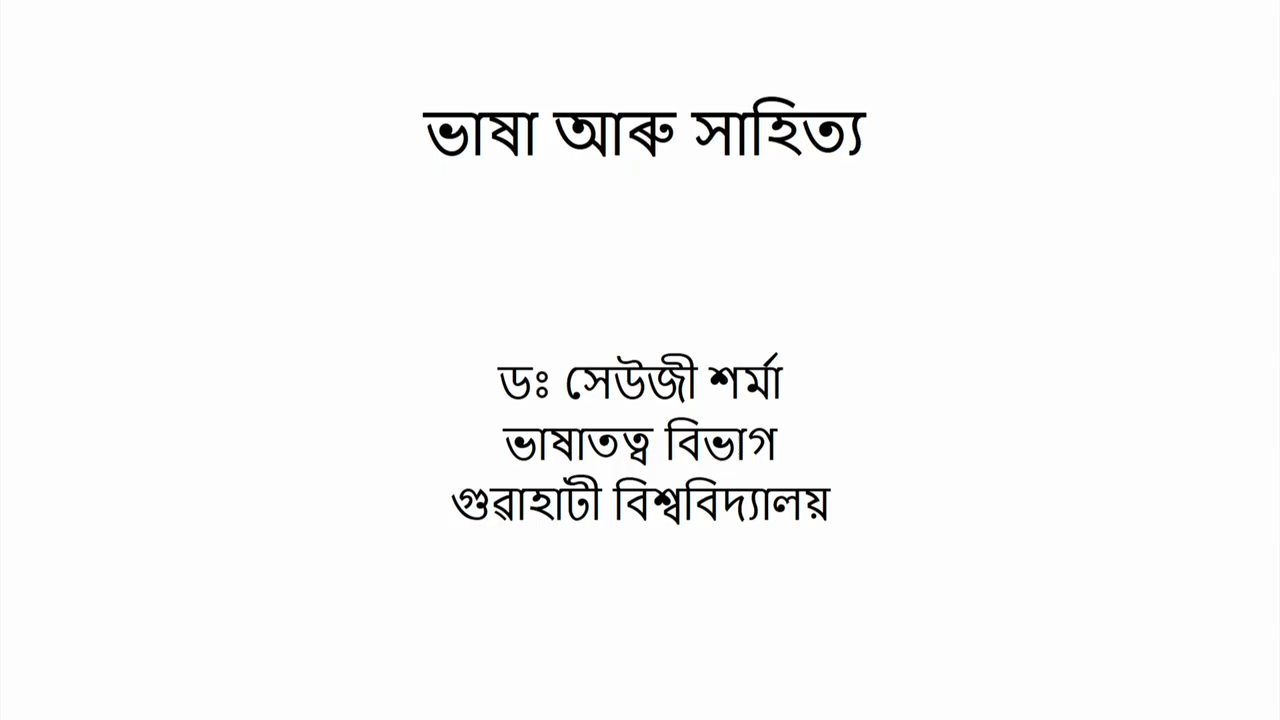 ভাষা আৰু সাহিত্য
ডঃ সেউজী শৰ্মা
ভাষাতত্ব বিভাগ
গুৱাহাটী বিশ্ববিদ্যালয়